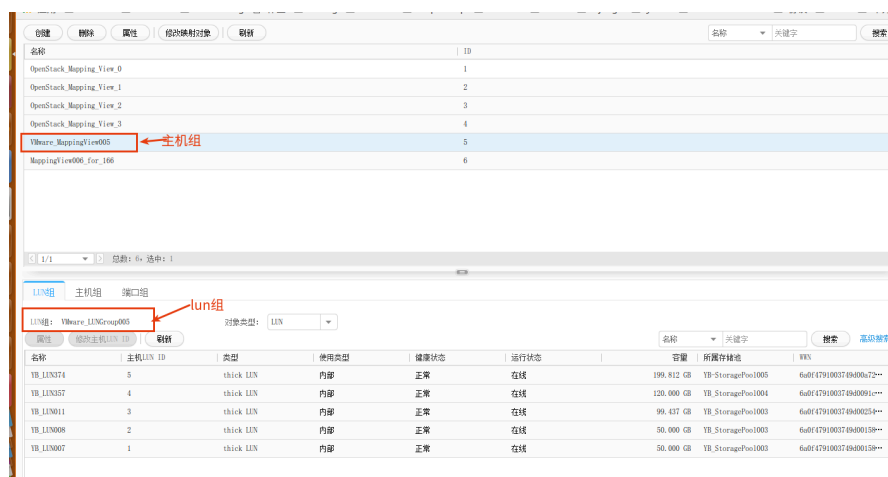 创建 删除 属性 修改映射对象 刷新 名称 关键字 搜索
名称 ID
OpenStack_Mapping_View_0 1
OpenStack_Mapping_View_1 2
OpenStack_Mapping_View_2 3
OpenStack_Mapping_View_3 4
VMware_MappingView005 主机组 5
MappingView006_for_166 6
1/1 总数: 6, 选中: 1
LUN组 主机组 端口组
lun组
LUN组: VMware_LUNGroup005 对象类型: LUN
属性 修改主机LUN ID 刷新 名称 关键字 搜索 高级搜索
名称 主机LUN ID 类型 使用类型 健康状态 运行状态 容量 所属存储池 WWN
YB_LUN374 5 thick LUN 内部 正常 在线 199.812 GB YB-StoragePool005 6a0f4791003749d00a72···
YB_LUN357 4 thick LUN 内部 正常 在线 120.000 GB YB_StoragePool004 6a0f4791003749d0091c···
YB_LUN011 3 thick LUN 内部 正常 在线 99.437 GB YB_StoragePool003 6a0f4791003749d00254···
YB_LUN008 2 thick LUN 内部 正常 在线 50.000 GB YB_StoragePool003 6a0f4791003749d00158···
YB_LUN007 1 thick LUN 内部 正常 在线 50.000 GB YB_StoragePool003 6a0f4791003749d00158···